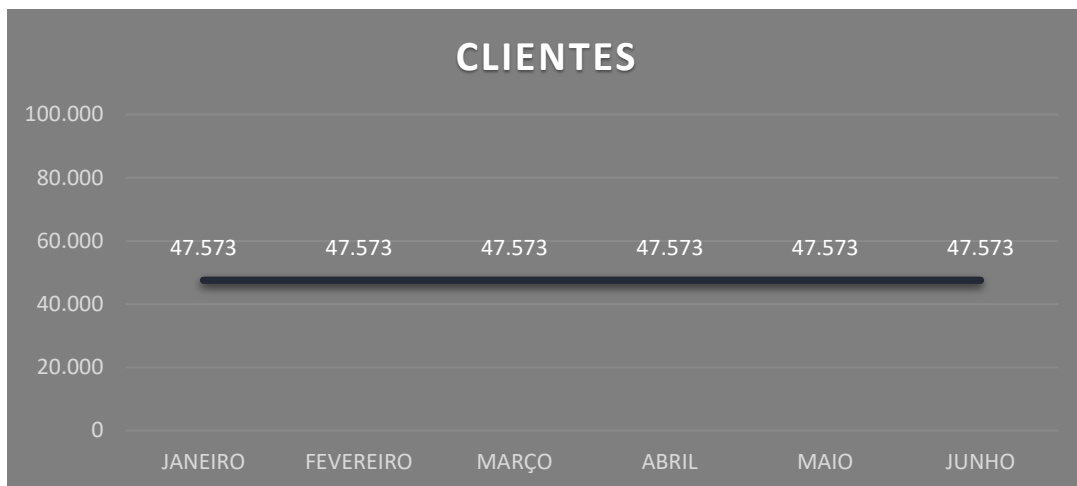 CLIENTES
100.000
80.000
60.000
47.573 47.573 47.573 47.573 47.573 47.573
40.000
20.000
0
JANEIRO FEVEREIRO MARÇO ABRIL MAIO JUNHO